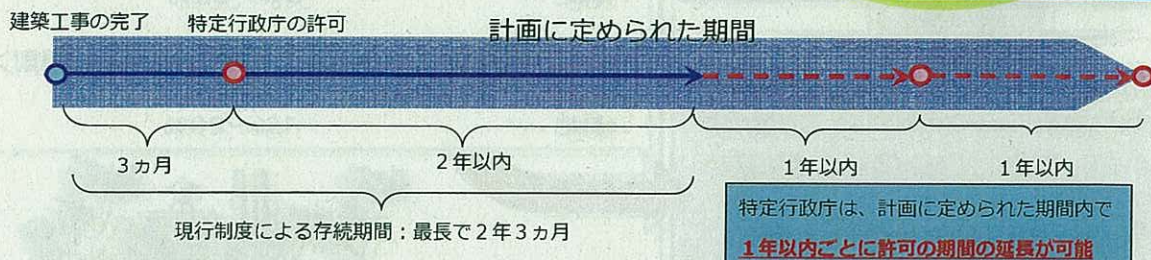 建築工事の完了
特定行政庁の許可
計画に定められた期間
3ヵ月
2年以内
1年以内
1年以内
現行制度による存続期間：最長で2年3ヵ月
特定行政庁は、計画に定められた期間内で
1年以内ごとに許可の期間の延長が可能